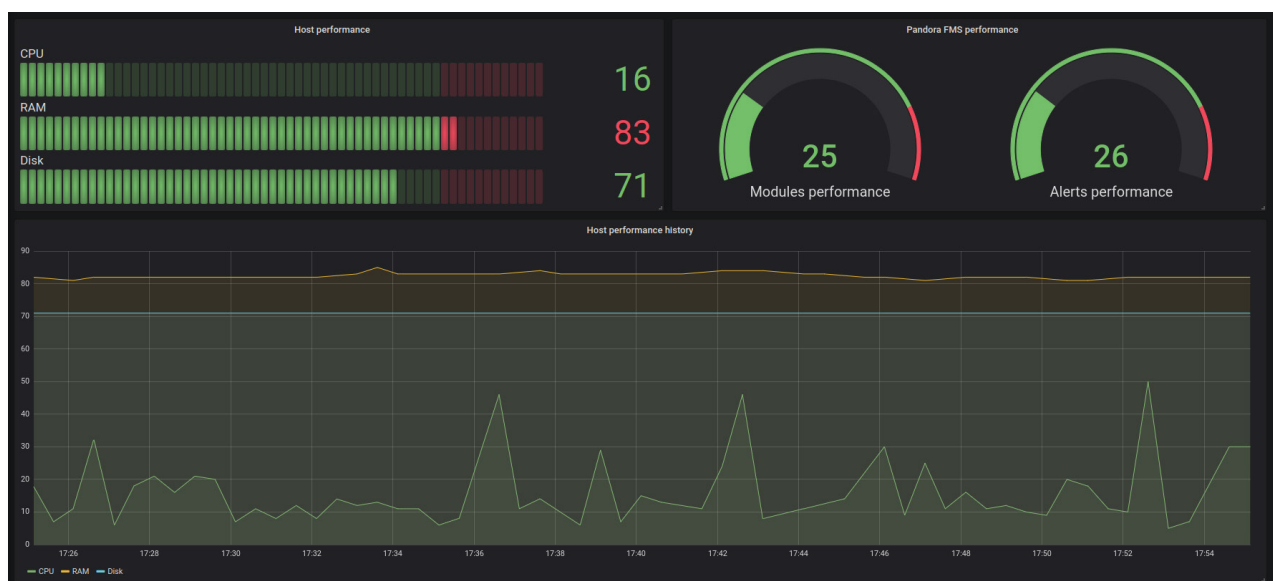 Host performance
CPU
16
RAM
83
Disk
71
Pandora FMS performance
25
Modules performance
26
Alerts performance
Host performance history
90
80
70
60
50
40
30
20
10
0
17:26 17:28 17:30 17:32 17:34 17:36 17:38 17:40 17:42 17:44 17:46 17:48 17:50 17:52 17:54
CPU RAM Disk